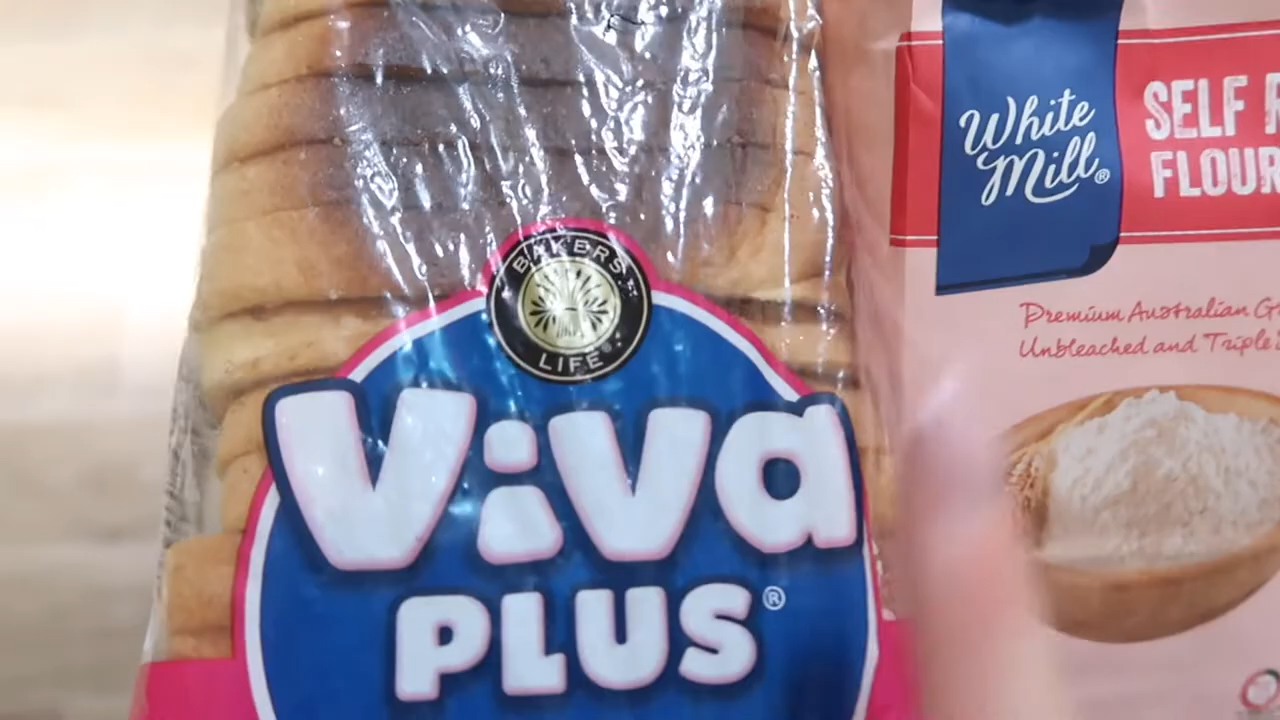 BAKERS
LIFE®
Viva
PLUS®
White
Mill®
SELF
FLOUR
Premium Australian
Unbleached and Triple